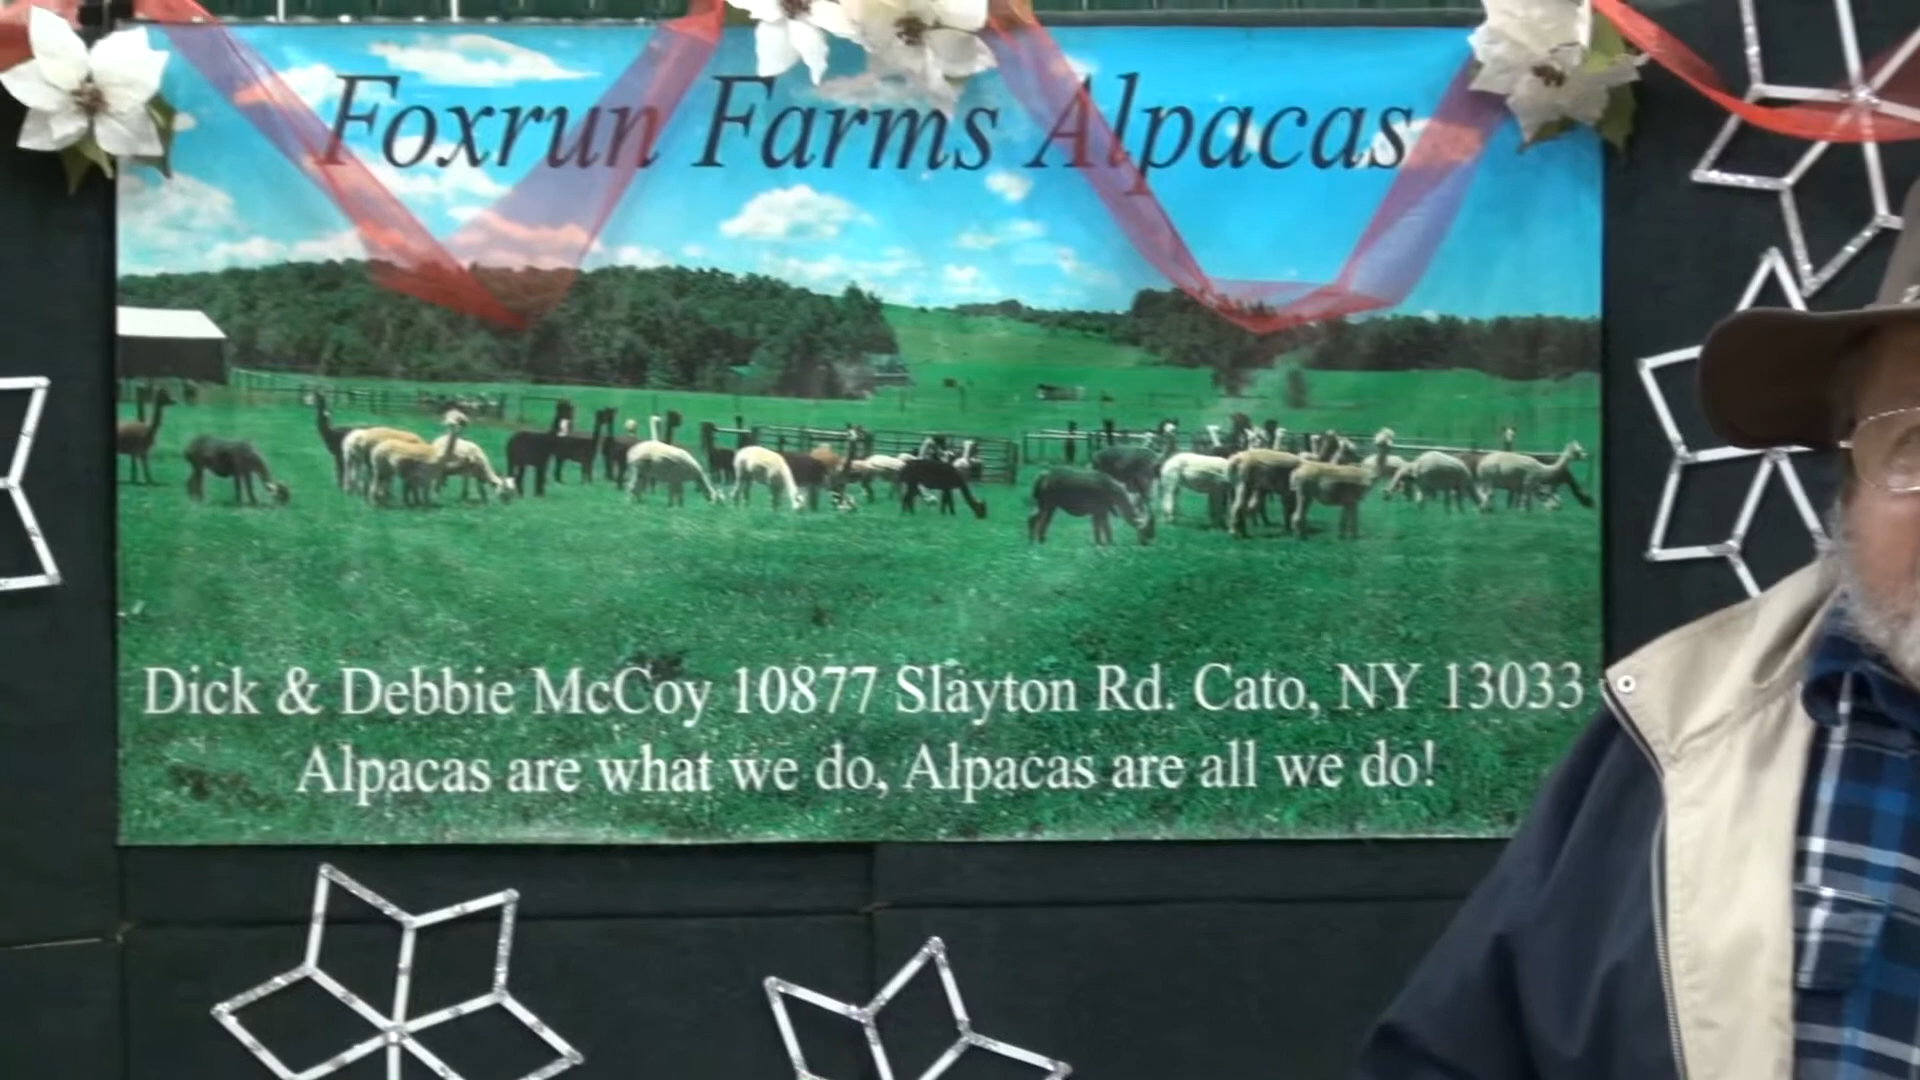 Foxrun Farms Alpacas
Dick & Debbie McCoy 10877 Slayton Rd. Cato, NY 13033
Alpacas are what we do, Alpacas are all we do!